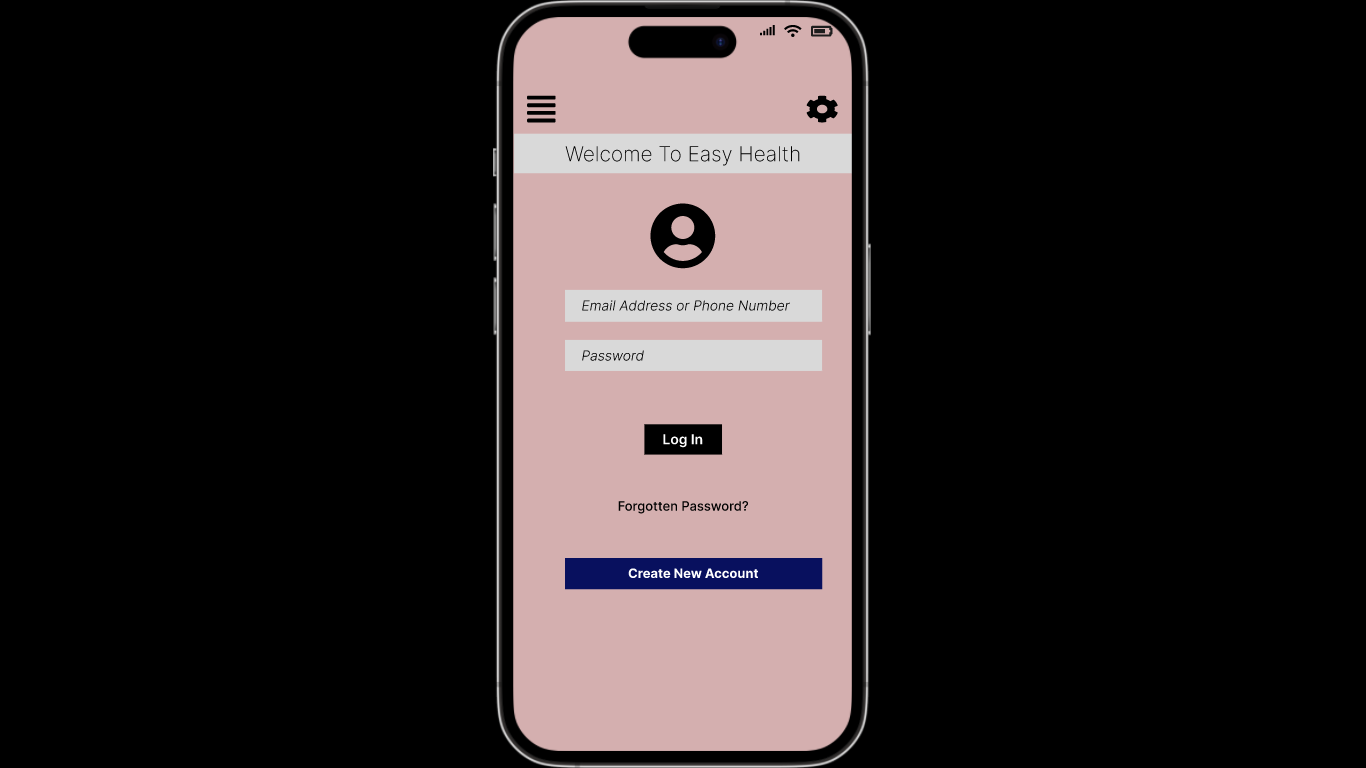 Welcome To Easy Health
Email Address or Phone Number
Password
Log In
Forgotten Password?
Create New Account